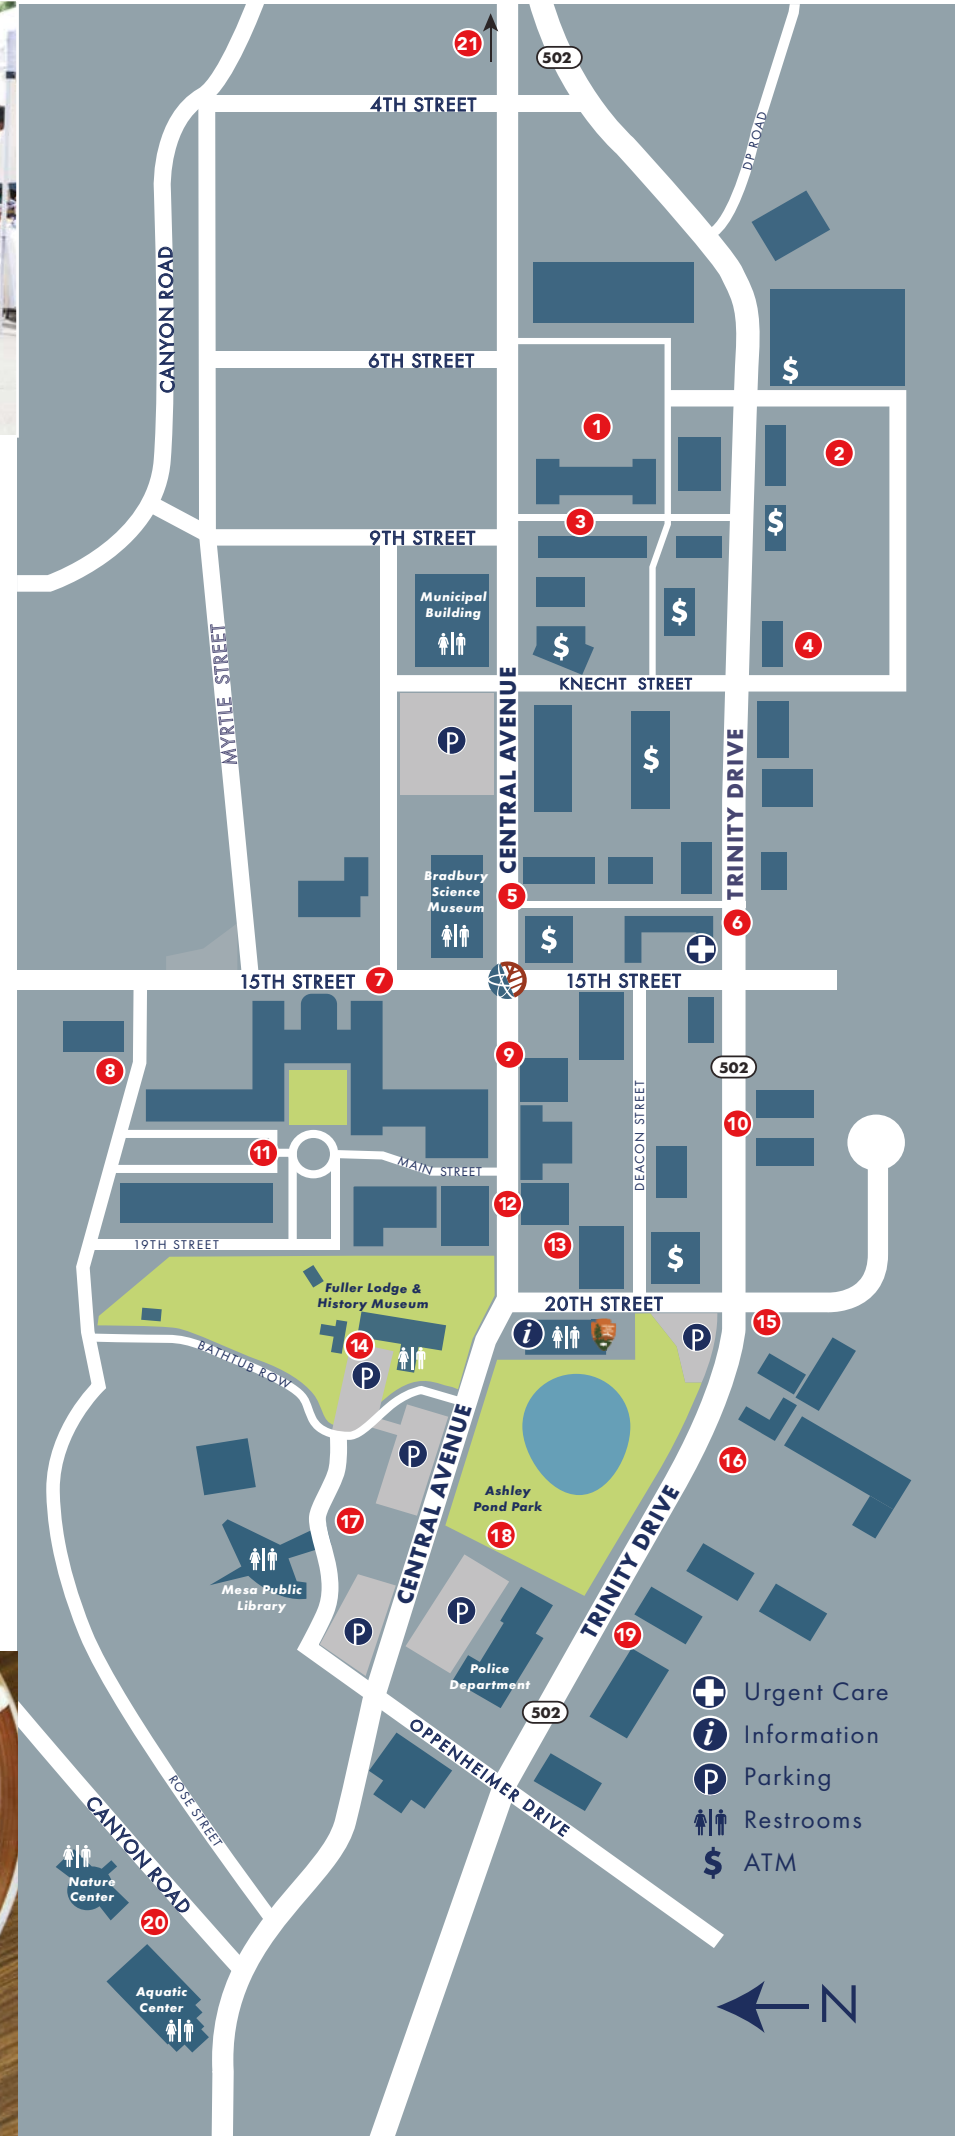 21
502
4TH STREET
DP ROAD
CANYON ROAD
6TH STREET
$
1
2
3
$
9TH STREET
Municipal
Building
$
$
4
MYRTLE STREET
KNECHT STREET
CENTRAL AVENUE
P
$
TRINITY DRIVE
Bradbury
Science
Museum
5
$
6
15TH STREET
7
15TH STREET
8
9
502
10
DEACON STREET
11
MAIN STREET
12
13
$
19TH STREET
Fuller Lodge &
History Museum
20TH STREET
14
P
i
P
15
BATHTUB ROW
P
CENTRAL AVENUE
16
Ashley
Pond Park
18
17
TRINITY DRIVE
Mesa Public
Library
P
P
19
Police
Department
502
OPPENHEIMER DRIVE
Urgent Care
i Information
P Parking
Restrooms
$ ATM
ROSE STREET
CANYON ROAD
Nature
Center
20
Aquatic
Center
N